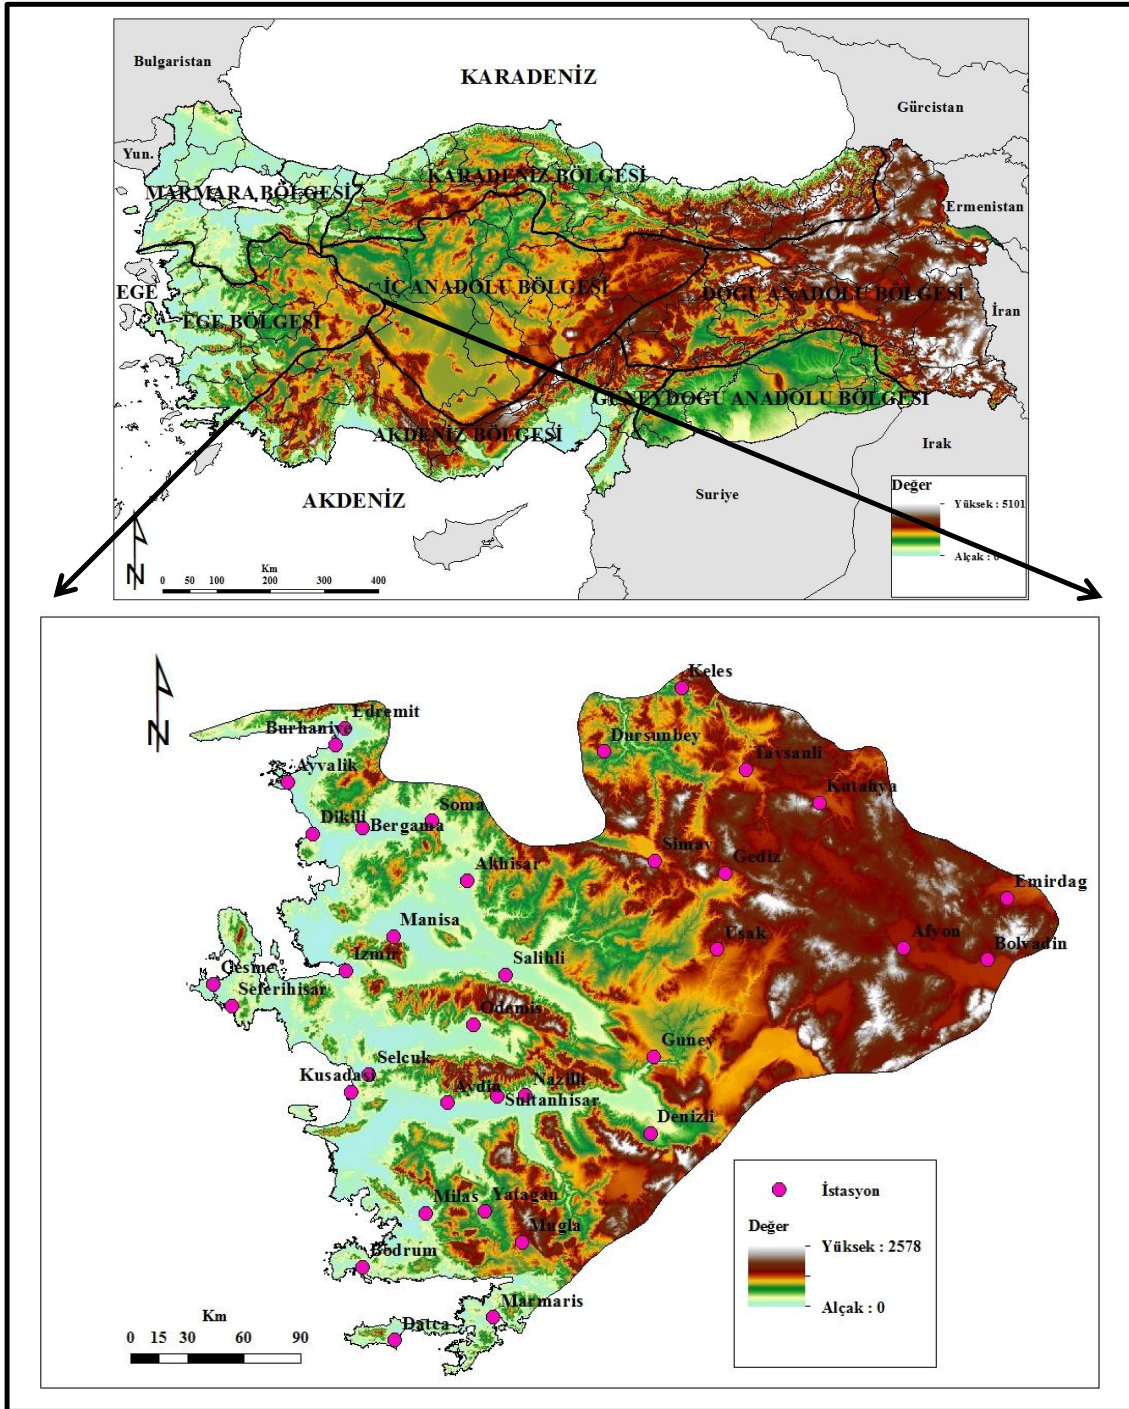 Bulgaristan
KARADENİZ
Gürcistan
Yun.
KARADENİZ BÖLGESİ
MARMARA BÖLGESİ
Ermenistan
EGE
İÇ ANADOLU BÖLGESİ
DOĞU ANADOLU BÖLGESİ
İran
EGE BÖLGESİ
GÜNEYDOĞU ANADOLU BÖLGESİ
AKDENİZ BÖLGESİ
Irak
Suriye
AKDENİZ
Değer
Yüksek : 5101
Alçak : 0
N
Km
0 50 100 200 300 400
N
Keles
Edremit
Burhaniye
Dursunbey
Ayvalik
Tavsanli
Kutahya
Soma
Dikili
Bergama
Simav
Akhisar
Gediz
Emirdag
Manisa
Usak
Afyon
Bolvadin
Izmir
Salihli
Çesme
Seferihisar
Odemis
Guney
Selcuk
Kusadasi
Aydin
Nazilli
Sultanhisar
Denizli
Milas
Yatagan
Mugla
Bodrum
Marmaris
Datca
İstasyon
Değer
Yüksek : 2578
Alçak : 0
Km
0 15 30 60 90